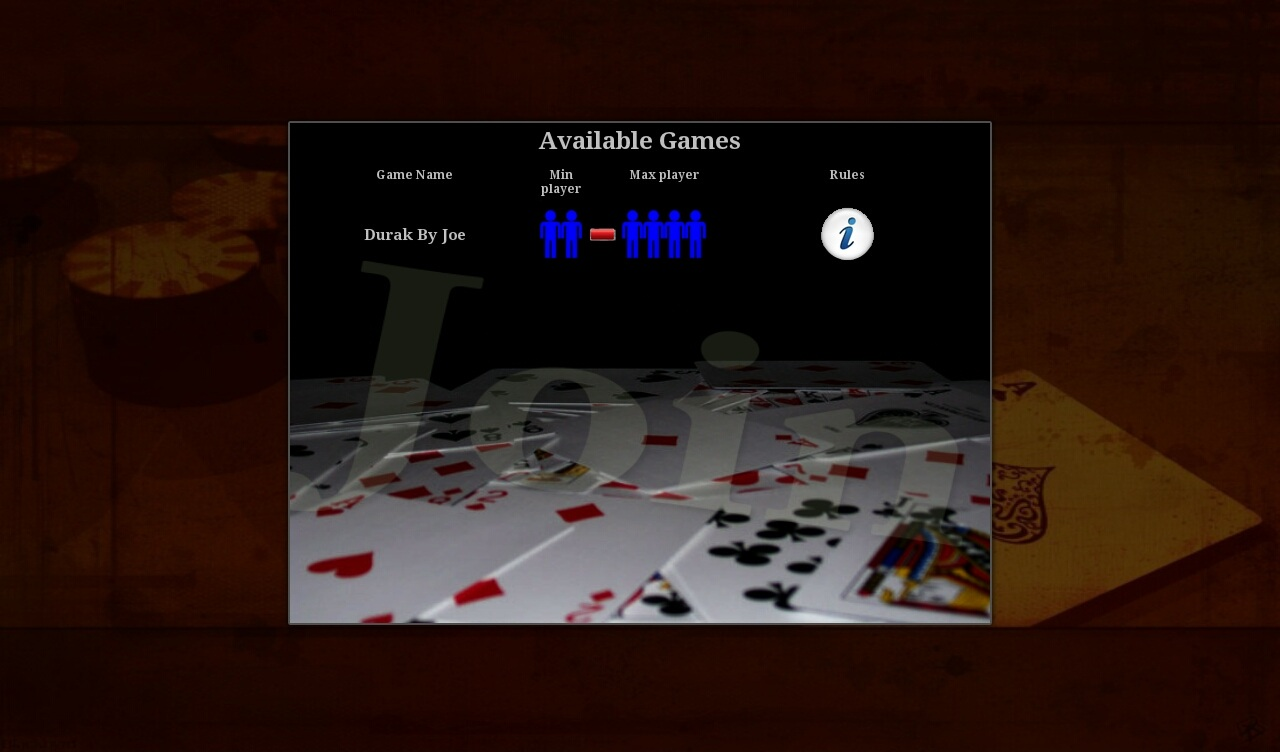 Available Games
Game Name Min player Max player Rules
Durak By Joe
i
Join